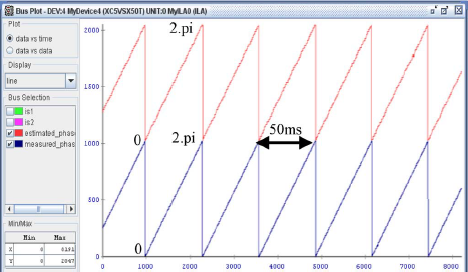 Bus Plot - DEV:4 MyDevice4 (XC5VSX50T) UNIT:0 MyILA0 (ILA)
Plot
data vs time
data vs data
Display
line
Bus Selection
is1
is2
estimated_phas
measured_phas
Min/Max
Min Max
X 0 8191
Y 0 2047
2000
1500
1000
500
0
2.pi
0
2.pi
50ms
0
0 1000 2000 3000 4000 5000 6000 7000 8000